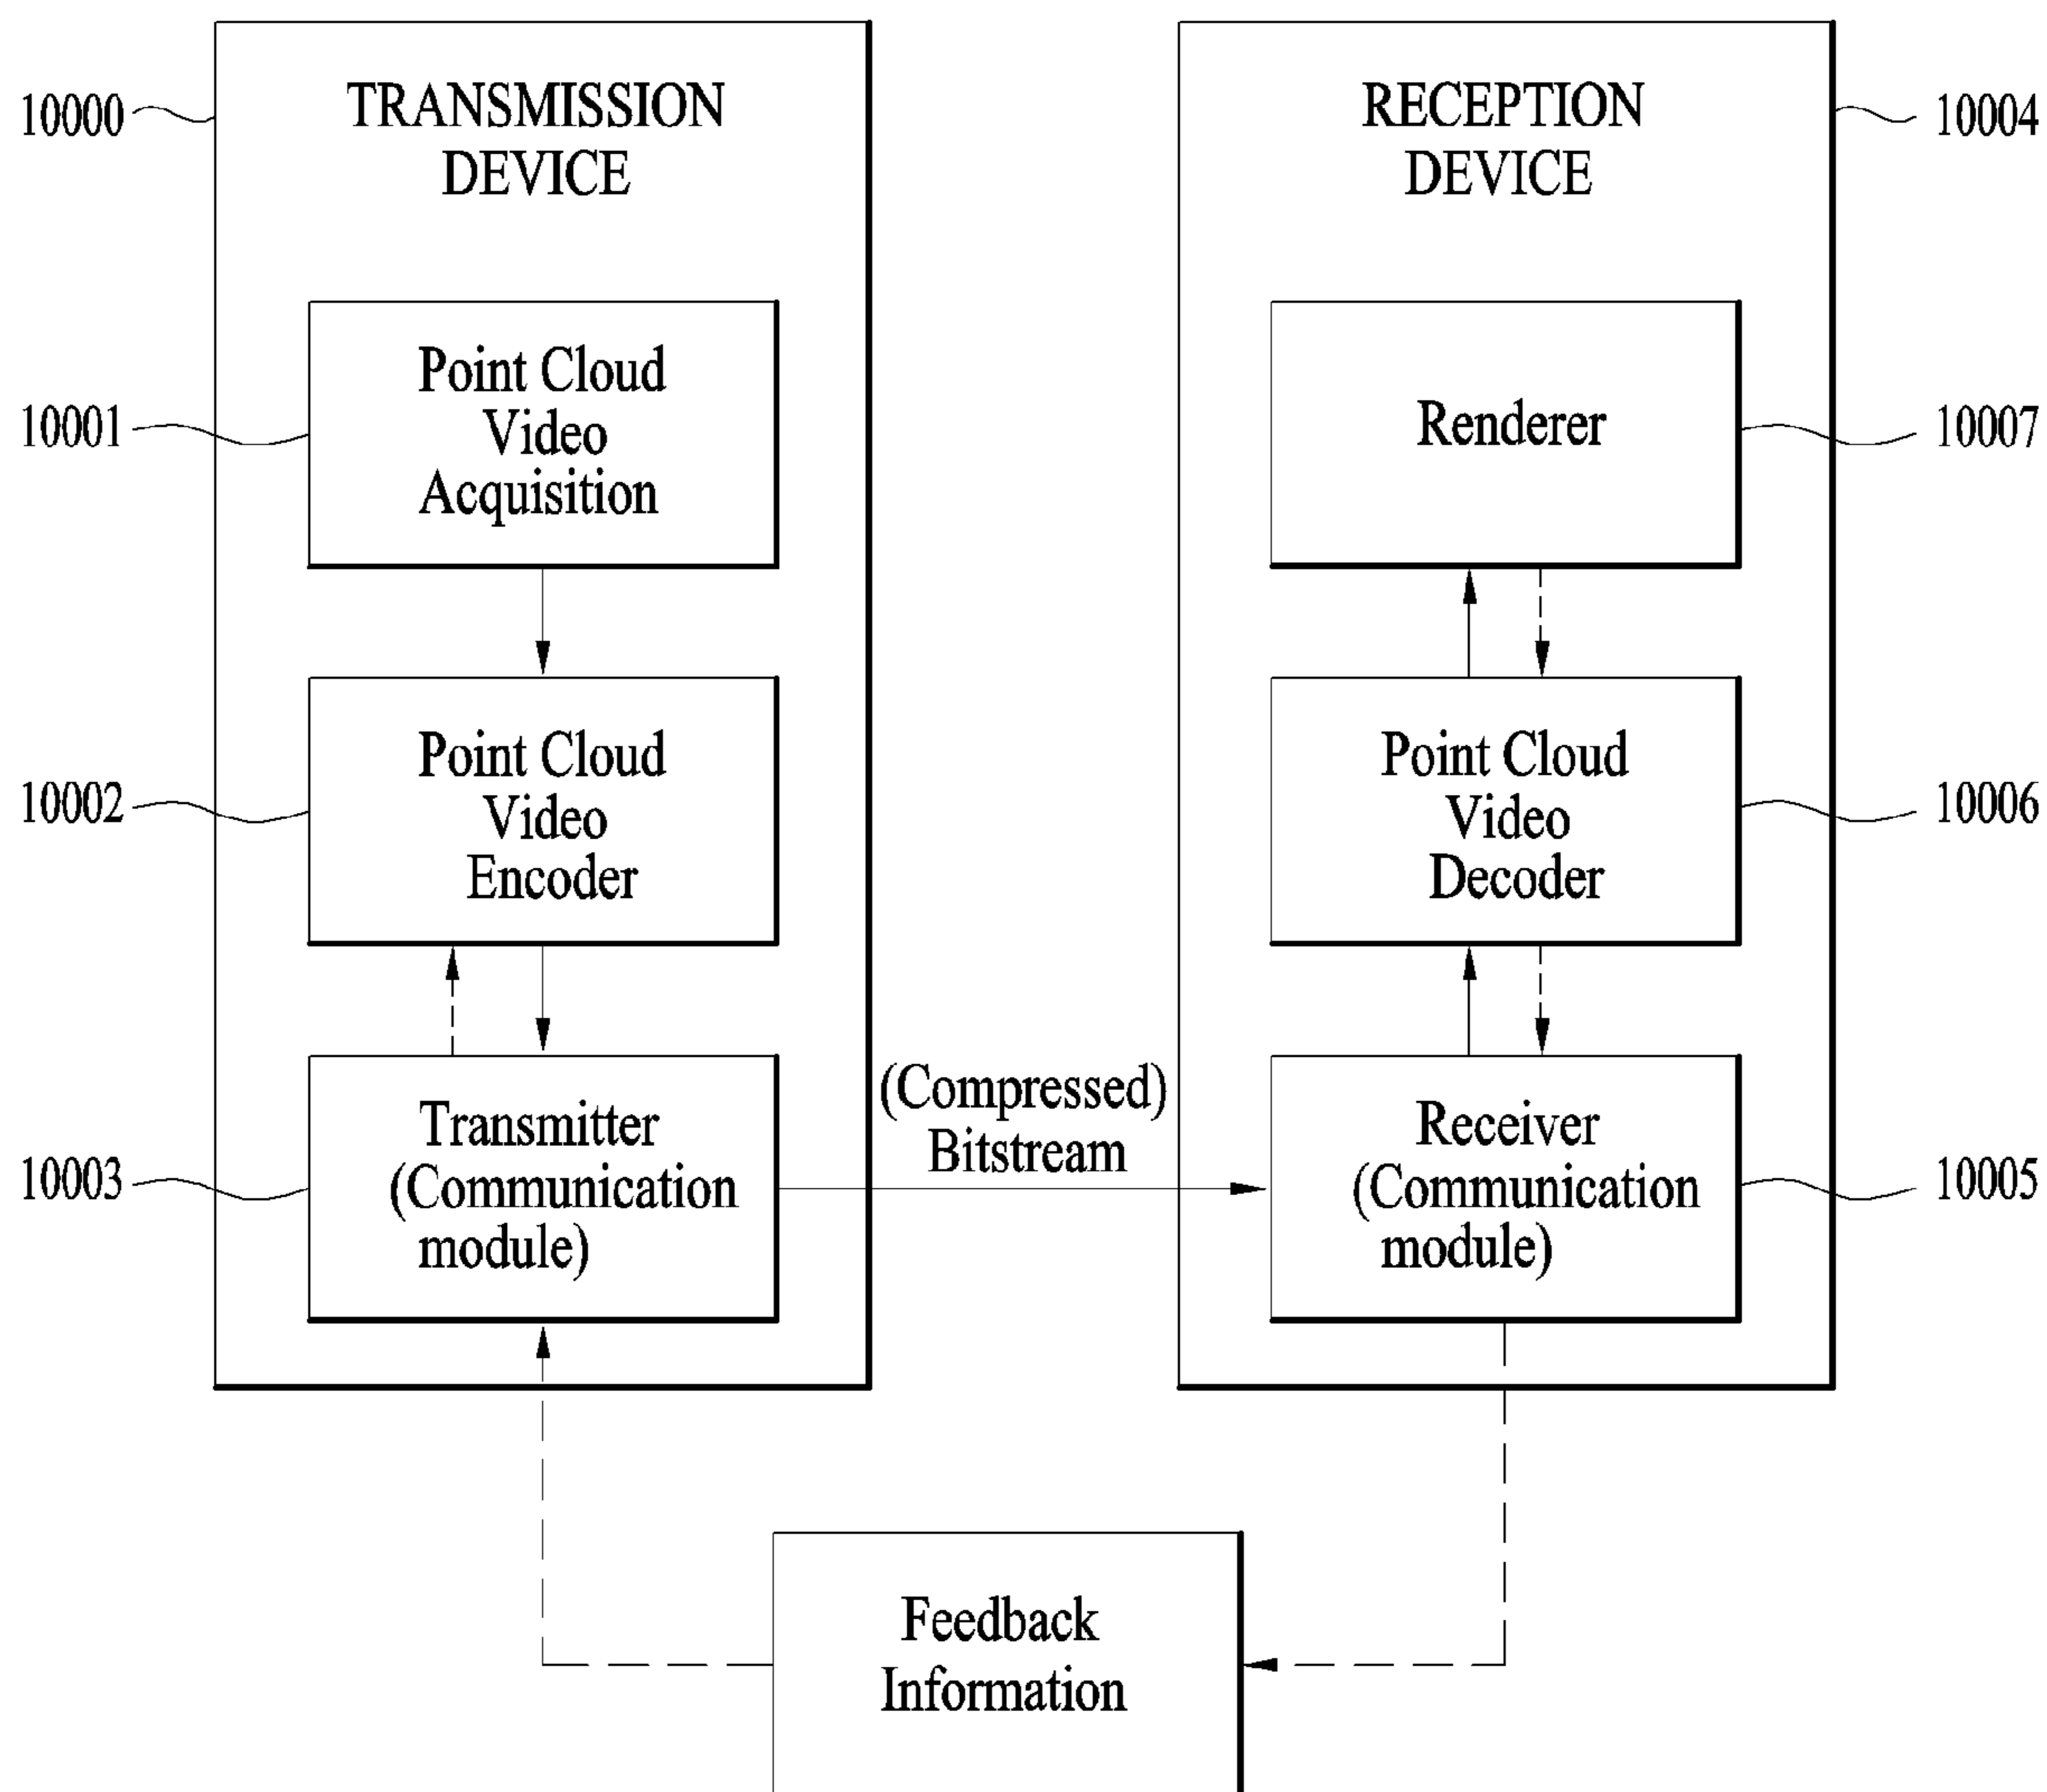 10000
TRANSMISSION
DEVICE
10001
Point Cloud
Video
Acquisition
10002
Point Cloud
Video
Encoder
10003
Transmitter
(Communication
module)
(Compressed)
Bitstream
RECEPTION
DEVICE
10004
Renderer
10007
Point Cloud
Video
Decoder
10006
Receiver
(Communication
module)
10005
Feedback
Information